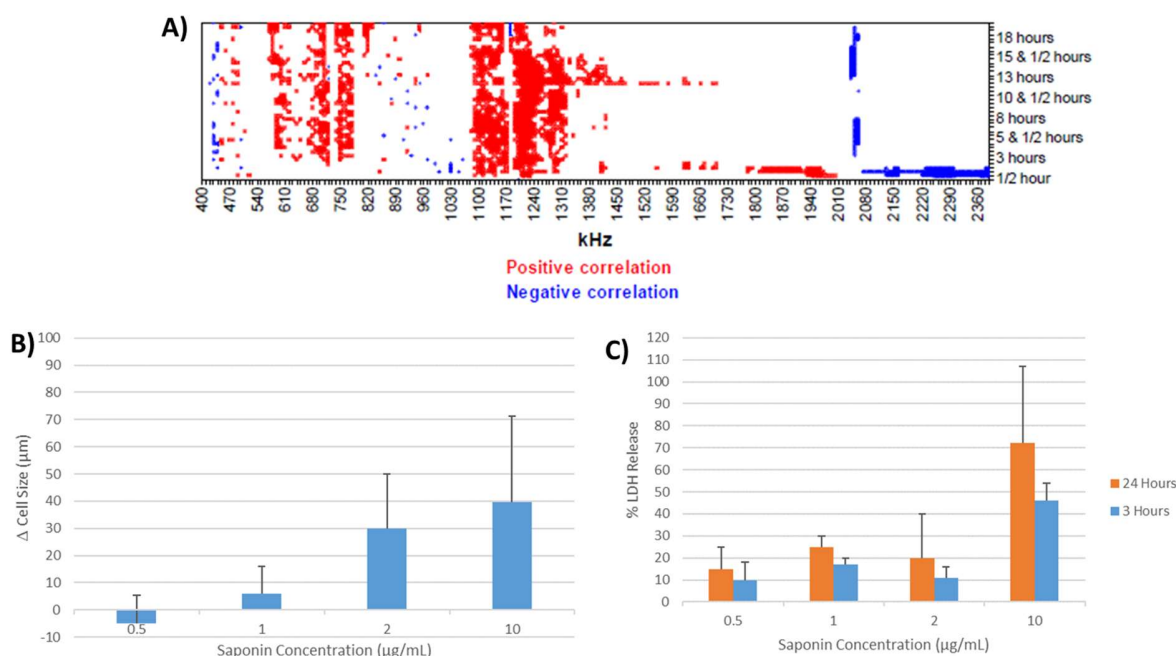 A)
18 hours
15 & 1/2 hours
13 hours
10 & 1/2 hours
8 hours
5 & 1/2 hours
3 hours
1/2 hour
400 470 540 610 680 750 820 890 960 1030 1100 1170 1240 1310 1380 1450 1520 1590 1660 1730 1800 1870 1940 2010 2080 2150 2220 2290 2360
kHz
Positive correlation
Negative correlation
B)
100
90
80
70
60
50
40
30
20
10
0
-10
Δ Cell Size (µm)
0.5 1 2 10
Saponin Concentration (µg/mL)
C)
120
110
100
90
80
70
60
50
40
30
20
10
0
% LDH Release
0.5 1 2 10
Saponin Concentration (µg/mL)
24 Hours
3 Hours